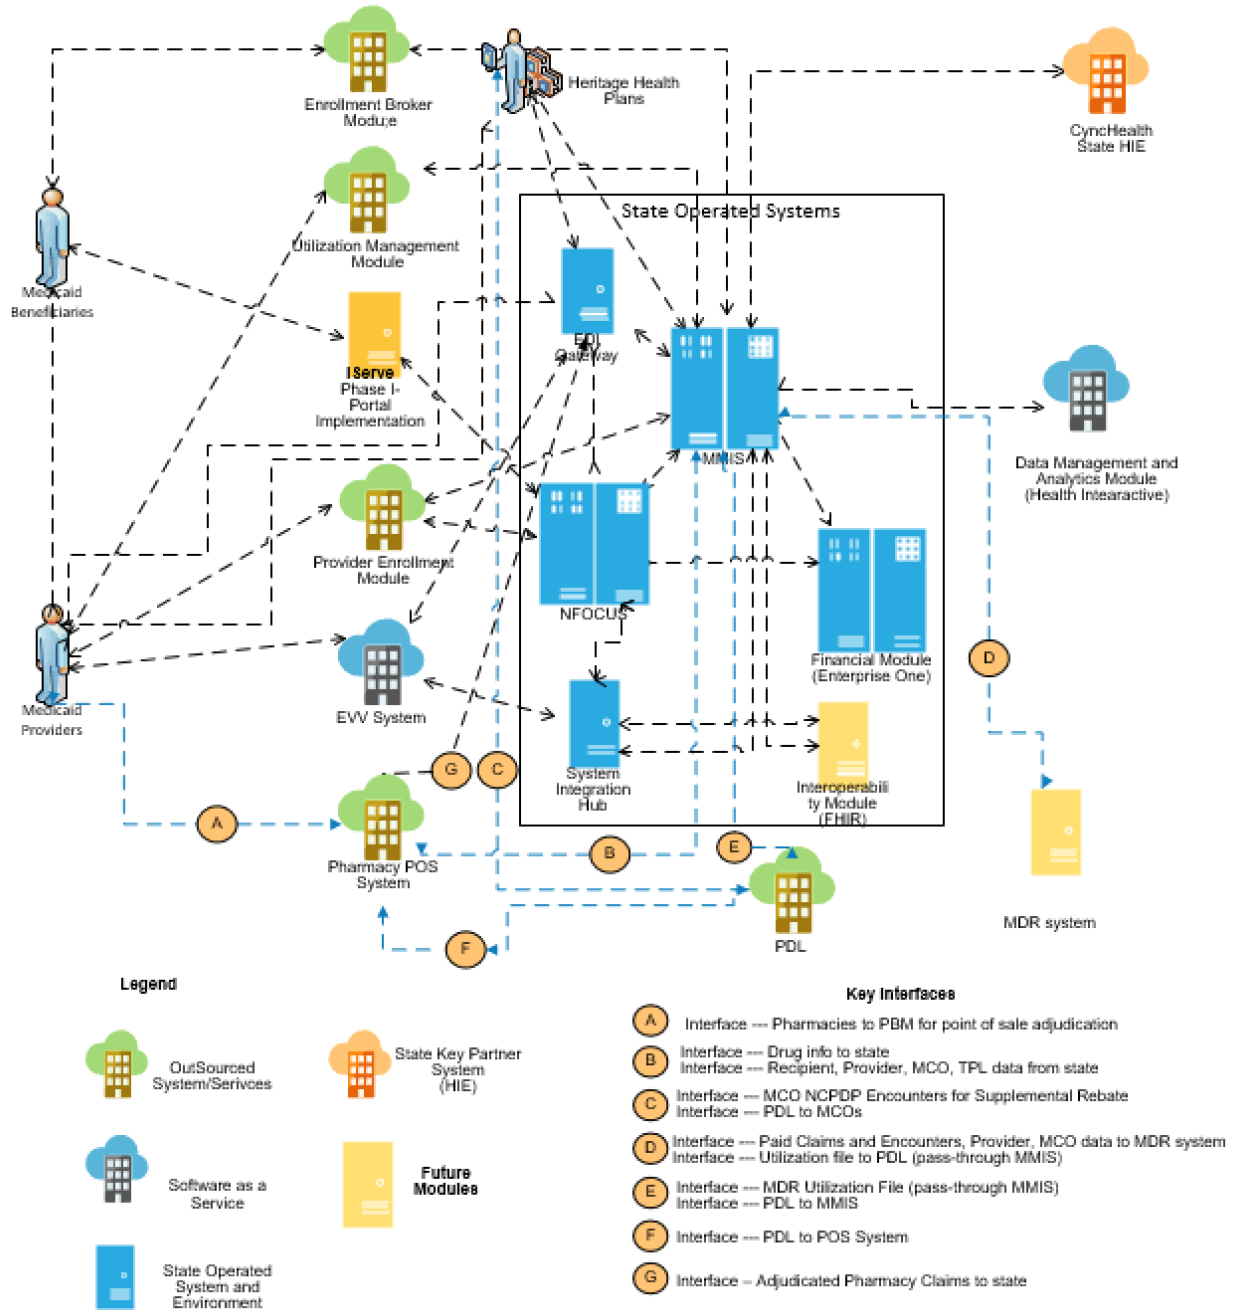 Enrollment Broker
Modu;e
Heritage Health
Plans
CyncHealth
State HIE
State Operated Systems
Utilization Management
Module
Medicaid
Beneficiaries
EDI
Gateway
IServe
Phase I-
Portal
Implementation
MMIS
Data Management and
Analytics Module
(Health Intearactive)
Provider Enrollment
Module
NFOCUS
Financial Module
(Enterprise One)
D
EVV System
Medicaid
Providers
G
C
System
Integration
Hub
Interoperabili
ty Module
(FHIR)
A
B
E
Pharmacy POS
System
F
PDL
MDR system
Legend
OutSourced
System/Serivces
State Key Partner
System
(HIE)
Software as a
Service
Future
Modules
State Operated
System and
Environment
Key Interfaces
A Interface --- Pharmacies to PBM for point of sale adjudication
B Interface --- Drug info to state
Interface --- Recipient, Provider, MCO, TPL data from state
C Interface --- MCO NCPDP Encounters for Supplemental Rebate
Interface --- PDL to MCOs
D Interface --- Paid Claims and Encounters, Provider, MCO data to MDR system
Interface --- Utilization file to PDL (pass-through MMIS)
E Interface --- MDR Utilization File (pass-through MMIS)
Interface --- PDL to MMIS
F Interface --- PDL to POS System
G Interface – Adjudicated Pharmacy Claims to state